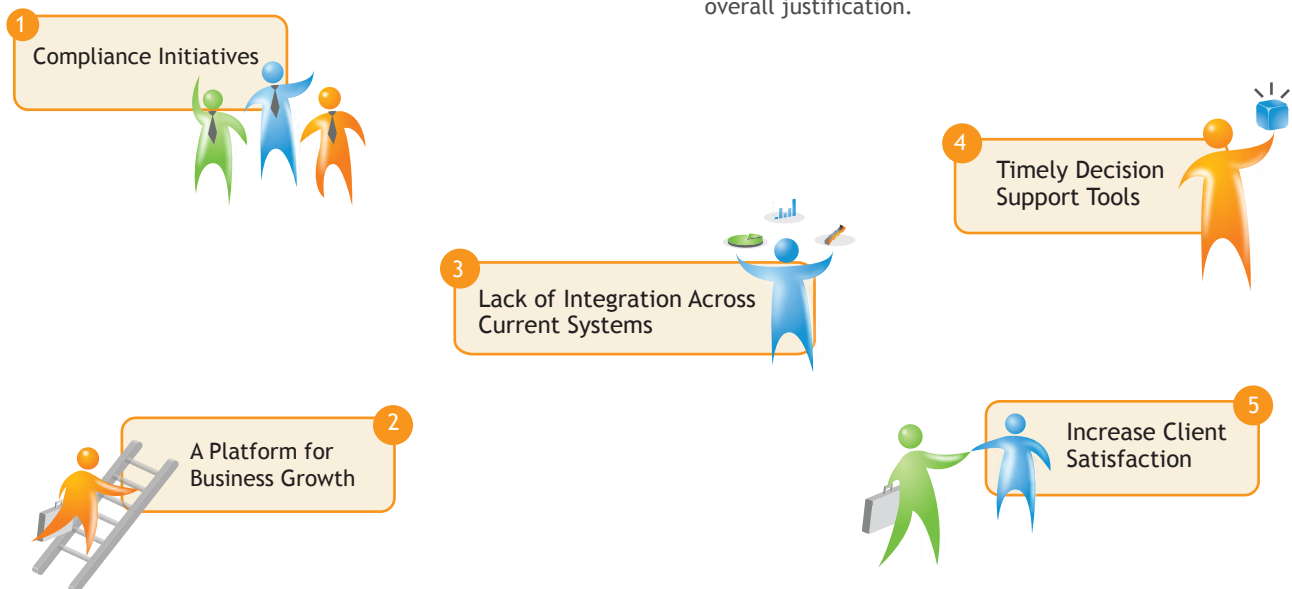 overall justification.
1
Compliance Initiatives
2
A Platform for
Business Growth
3
Lack of Integration Across
Current Systems
4
Timely Decision
Support Tools
5
Increase Client
Satisfaction